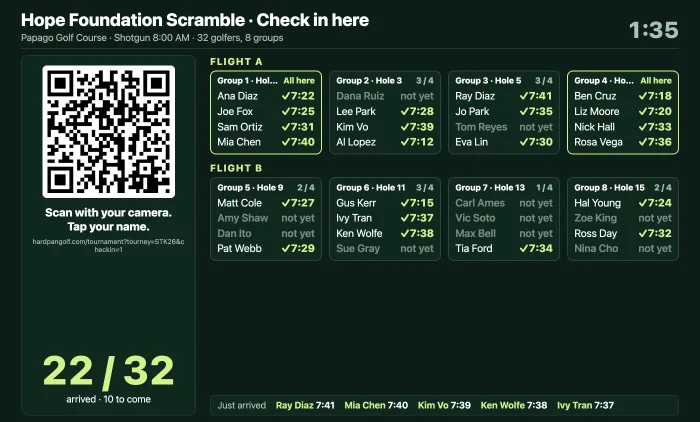 Hope Foundation Scramble · Check in here
Papago Golf Course · Shotgun 8:00 AM · 32 golfers, 8 groups
1:35
Scan with your camera.
Tap your name.
hardpangolf.com/tournament?tourney=STK26&c
heckin=1
22 / 32
arrived · 10 to come
FLIGHT A
Group 1 · Hol... All here
Ana Diaz ✓7:22
Joe Fox ✓7:25
Sam Ortiz ✓7:31
Mia Chen ✓7:40
Group 2 · Hole 3 3 / 4
Dana Ruiz not yet
Lee Park ✓7:28
Kim Vo ✓7:39
Al Lopez ✓7:12
Group 3 · Hole 5 3 / 4
Ray Diaz ✓7:41
Jo Park ✓7:35
Tom Reyes not yet
Eva Lin ✓7:30
Group 4 · Ho... All here
Ben Cruz ✓7:18
Liz Moore ✓7:20
Nick Hall ✓7:33
Rosa Vega ✓7:36
FLIGHT B
Group 5 · Hole 9 2 / 4
Matt Cole ✓7:27
Amy Shaw not yet
Dan Ito not yet
Pat Webb ✓7:29
Group 6 · Hole 11 3 / 4
Gus Kerr ✓7:15
Ivy Tran ✓7:37
Ken Wolfe ✓7:38
Sue Gray not yet
Group 7 · Hole 13 1 / 4
Carl Ames not yet
Vic Soto not yet
Max Bell not yet
Tia Ford ✓7:34
Group 8 · Hole 15 2 / 4
Hal Young ✓7:24
Zoe King not yet
Ross Day ✓7:32
Nina Cho not yet
Just arrived Ray Diaz 7:41 Mia Chen 7:40 Kim Vo 7:39 Ken Wolfe 7:38 Ivy Tran 7:37